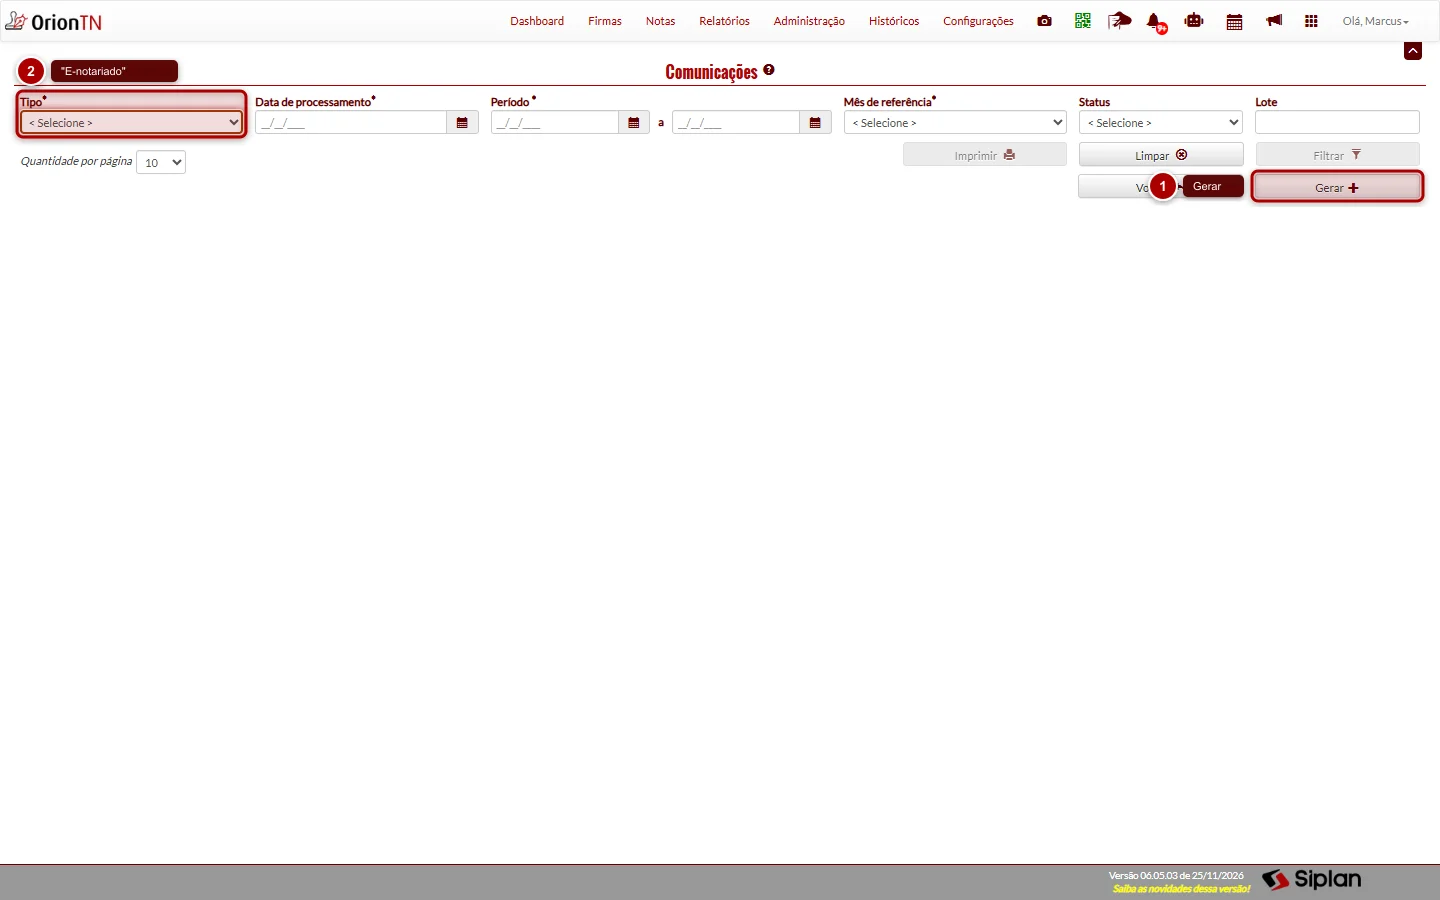 OrionTN
Dashboard Firmas Notas Relatórios Administração Históricos Configurações 9+ Olá, Marcus
2 "E-notariado"
Comunicações ?
Tipo* Data de processamento* Período * Mês de referência* Status Lote
< Selecione > __/__/____ __/__/____ a __/__/____ < Selecione > < Selecione >
Quantidade por página 10 Imprimir Limpar Filtrar
1 Gerar Gerar
Versão 06.05.03 de 25/11/2026
Saiba as novidades dessa versão!
Siplan